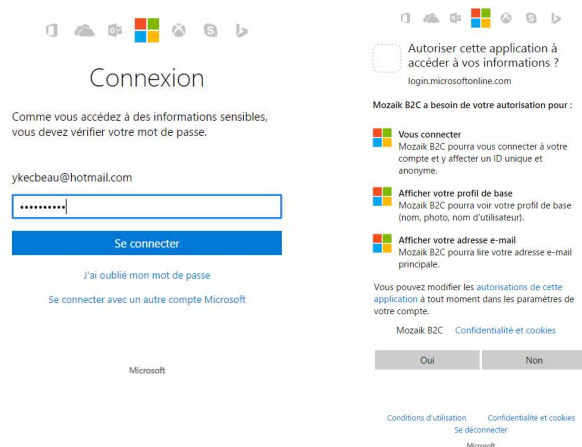 Connexion
Comme vous accédez à des informations sensibles,
vous devez vérifier votre mot de passe.
ykecbeau@hotmail.com
••••••••••
Se connecter
J'ai oublié mon mot de passe
Se connecter avec un autre compte Microsoft
Microsoft
Autoriser cette application à
accéder à vos informations ?
login.microsoftonline.com
Mozaik B2C a besoin de votre autorisation pour :
Vous connecter
Mozaik B2C pourra vous connecter à votre
compte et y affecter un ID unique et
anonyme.
Afficher votre profil de base
Mozaik B2C pourra voir votre profil de base
(nom, photo, nom d'utilisateur).
Afficher votre adresse e-mail
Mozaik B2C pourra lire votre adresse e-mail
principale.
Vous pouvez modifier les autorisations de cette
application à tout moment dans les paramètres de
votre compte.
Mozaik B2C Confidentialité et cookies
Oui Non
Conditions d'utilisation Confidentialité et cookies
Se déconnecter
Microsoft